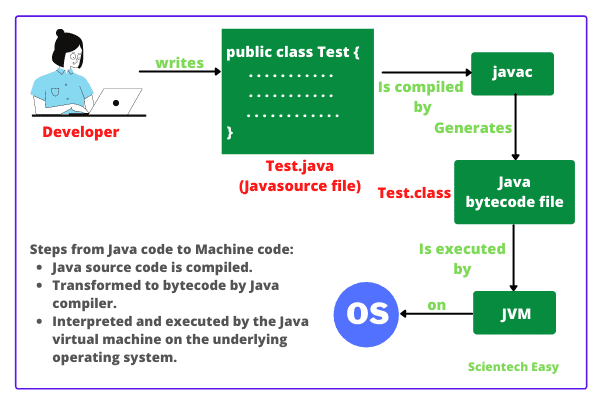 writes
Developer
public class Test {
. . . . . . . . . . .
. . . . . . . . . . .
. . . . . . . . . . . .
}
Test.java
(Javasource file)
Is compiled
by
javac
Generates
Test.class
Java
bytecode file
Is executed
by
JVM
on
OS
Steps from Java code to Machine code:
• Java source code is compiled.
• Transformed to bytecode by Java
compiler.
• Interpreted and executed by the Java
virtual machine on the underlying
operating system.
Scientech Easy